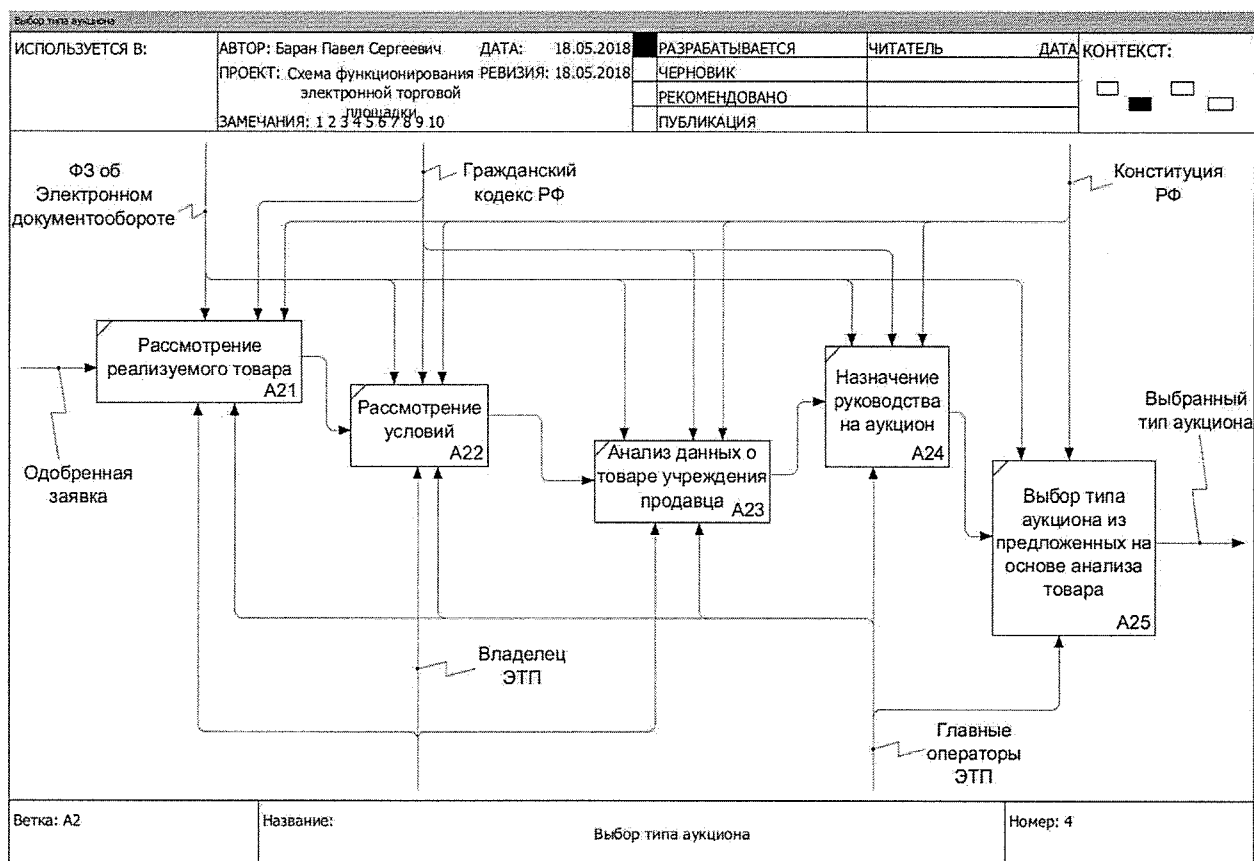 Выбор типа аукциона
ИСПОЛЬЗУЕТСЯ В:
АВТОР: Баран Павел Сергеевич
ДАТА: 18.05.2018
ПРОЕКТ: Схема функционирования
электронной торговой
площадки
РЕВИЗИЯ: 18.05.2018
ЗАМЕЧАНИЯ: 1 2 3 4 5 6 7 8 9 10
РАЗРАБАТЫВАЕТСЯ
ЧЕРНОВИК
РЕКОМЕНДОВАНО
ПУБЛИКАЦИЯ
ЧИТАТЕЛЬ
ДАТА
КОНТЕКСТ:
ФЗ об
Электронном
документообороте
Гражданский
кодекс РФ
Конституция
РФ
Рассмотрение
реализуемого товара
A21
Рассмотрение
условий
A22
Анализ данных о
товаре учреждения
продавца
A23
Назначение
руководства
на аукцион
A24
Выбор типа
аукциона из
предложенных на
основе анализа
товара
A25
Одобренная
заявка
Выбранный
тип аукциона
Владелец
ЭТП
Главные
операторы
ЭТП
Ветка: A2
Название:
Выбор типа аукциона
Номер: 4